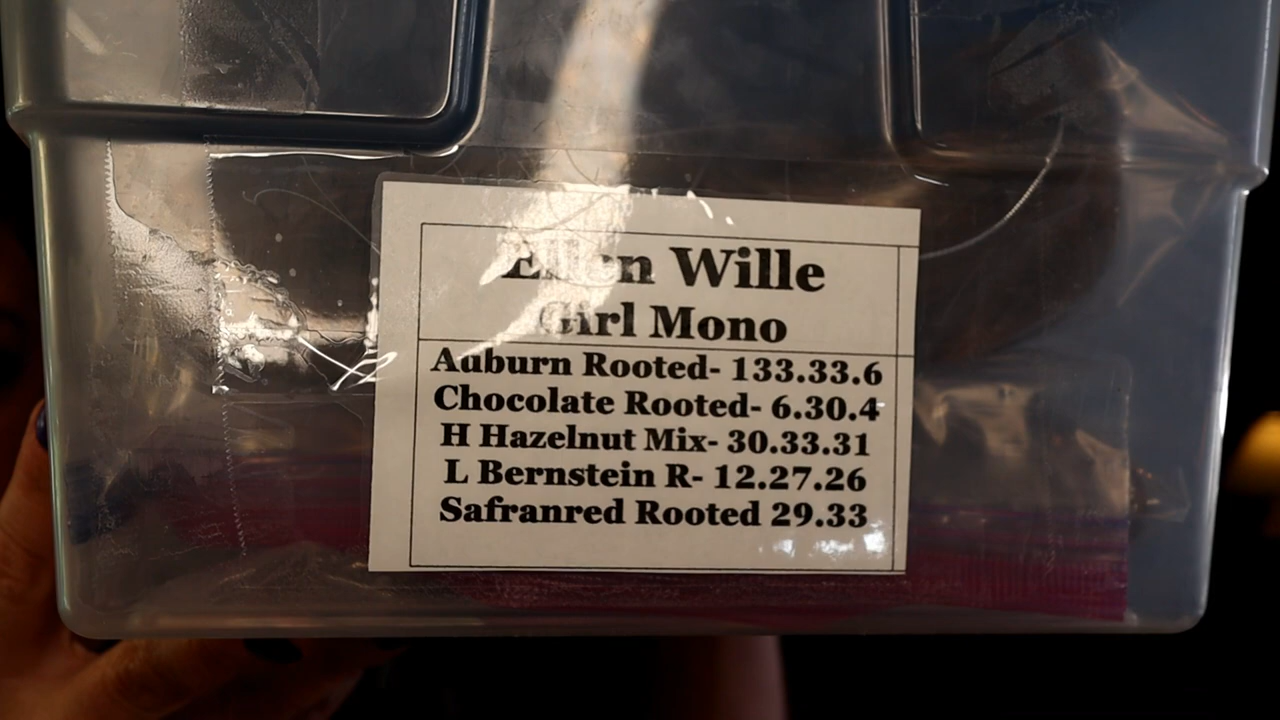 Ellen Wille
Girl Mono
Auburn Rooted- 133.33.6
Chocolate Rooted- 6.30.4
H Hazelnut Mix- 30.33.31
L Bernstein R- 12.27.26
Safranred Rooted 29.33